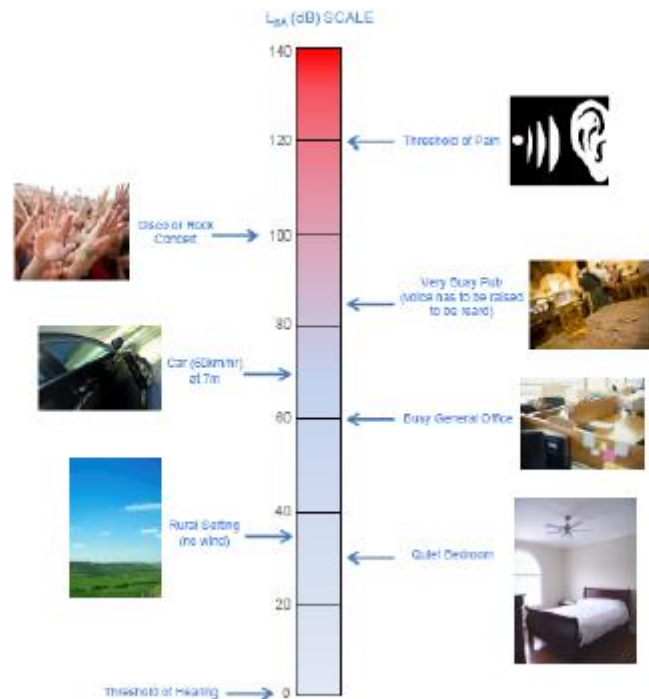 (dB) SCALE
140
120
Threshold of Pain
Disco or Rock
Concert
100
Very Busy Pub
(voice has to be raised
to be heard)
80
Car (60km/hr)
at 7m
60
Busy General Office
40
Rural Setting
(no wind)
Quiet Bedroom
20
Threshold of Hearing
0